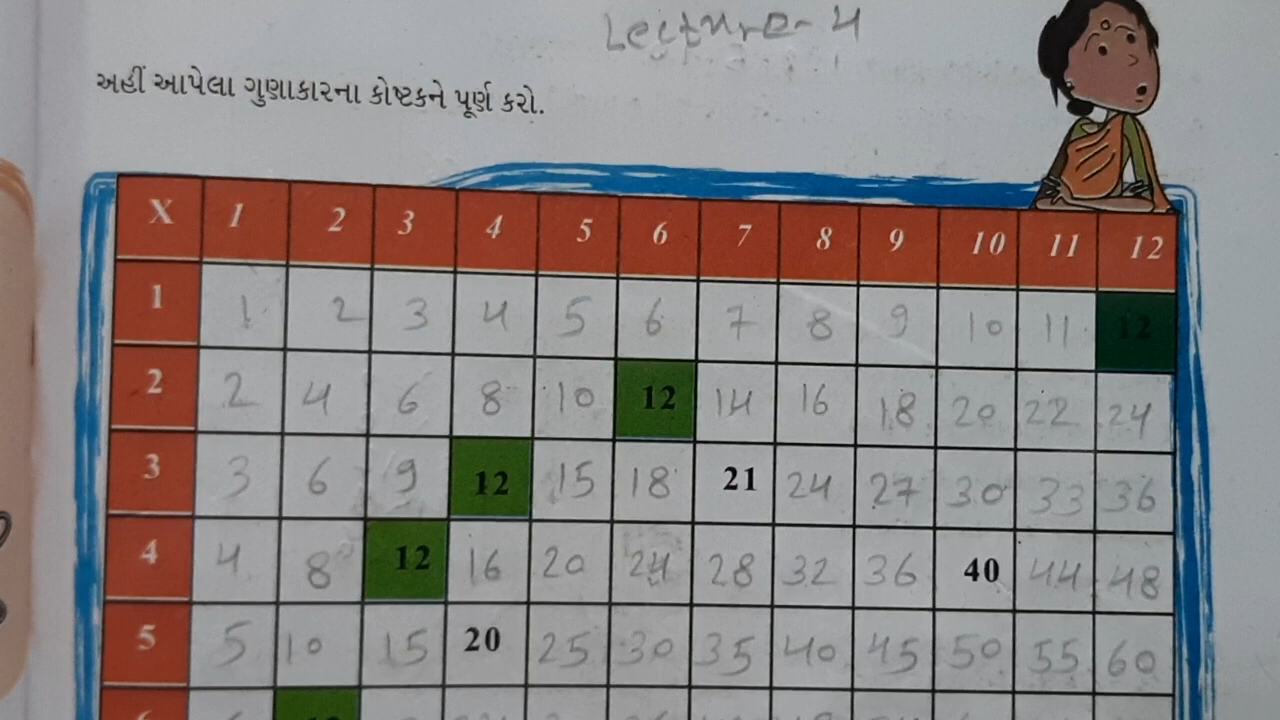 Lecture-4
અહીં આપેલા ગુણાકારના કોષ્ટકને પૂર્ણ કરો.
X 1 2 3 4 5 6 7 8 9 10 11 12
1 1 2 3 4 5 6 7 8 9 10 11 12
2 2 4 6 8 10 12 14 16 18 20 22 24
3 3 6 9 12 15 18 21 24 27 30 33 36
4 4 8 12 16 20 24 28 32 36 40 44 48
5 5 10 15 20 25 30 35 40 45 50 55 60